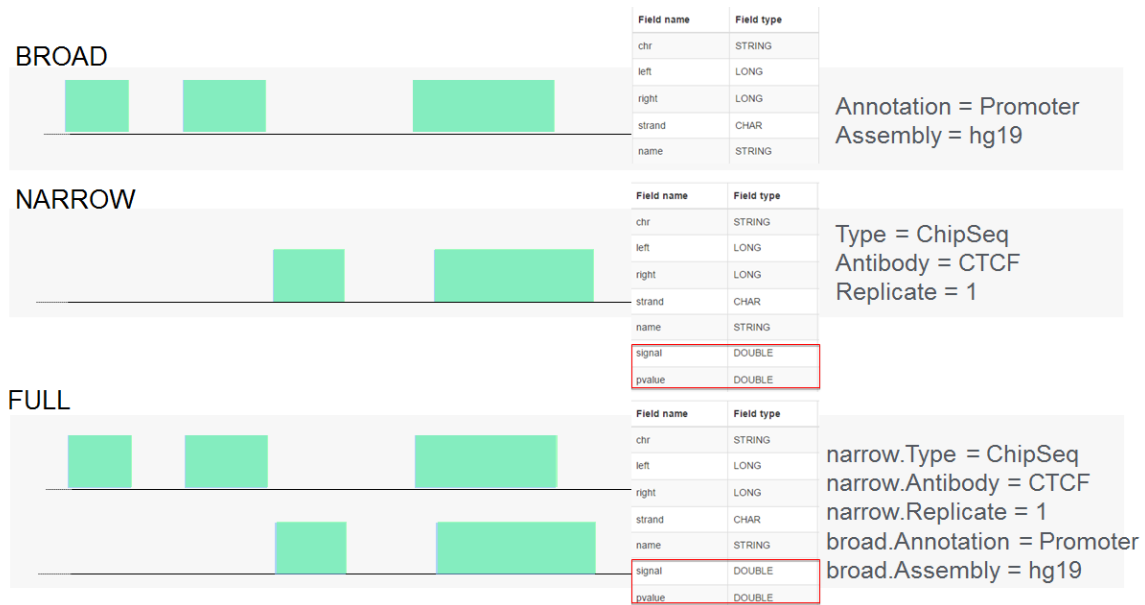 BROAD
Field name Field type
chr STRING
left LONG
right LONG
strand CHAR
name STRING
Annotation = Promoter
Assembly = hg19
NARROW
Field name Field type
chr STRING
left LONG
right LONG
strand CHAR
name STRING
signal DOUBLE
pvalue DOUBLE
Type = ChipSeq
Antibody = CTCF
Replicate = 1
FULL
Field name Field type
chr STRING
left LONG
right LONG
strand CHAR
name STRING
signal DOUBLE
pvalue DOUBLE
narrow.Type = ChipSeq
narrow.Antibody = CTCF
narrow.Replicate = 1
broad.Annotation = Promoter
broad.Assembly = hg19